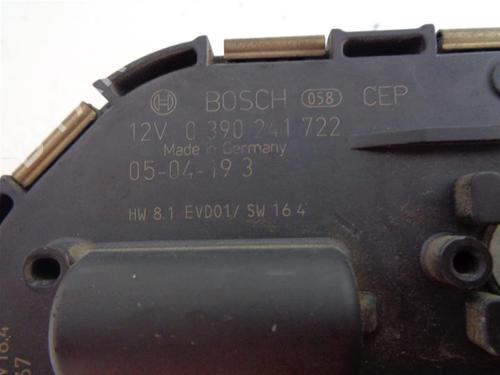 BOSCH 058 CEP
12V 0 390 241 722
Made in Germany
05-04-19 3
HW 8.1 EVD01/ SW 16.4